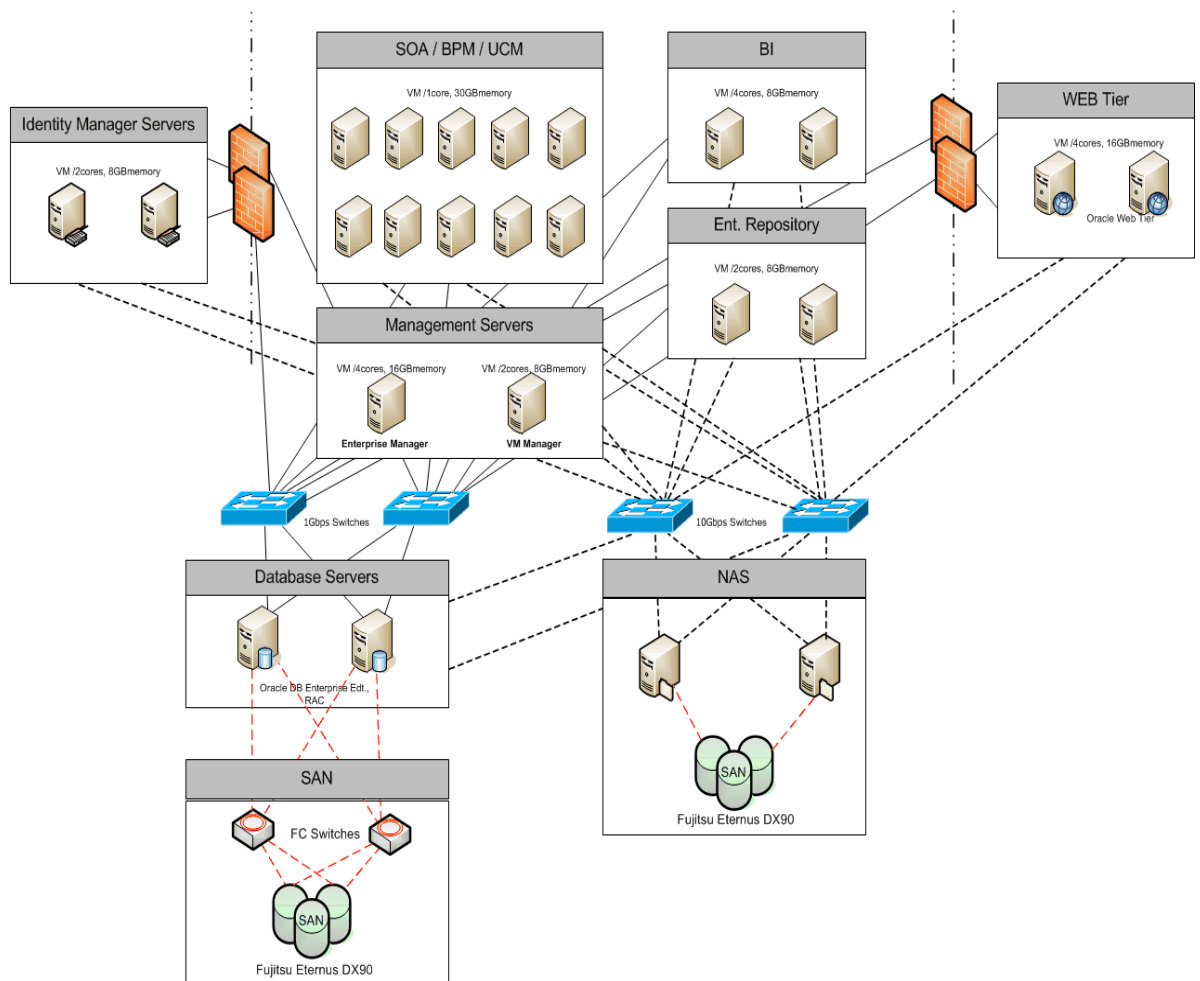 SOA / BPM / UCM
VM /1core, 30GBmemory
BI
VM /4cores, 8GBmemory
WEB Tier
VM /4cores, 16GBmemory
Oracle Web Tier
Identity Manager Servers
VM /2cores, 8GBmemory
Ent. Repository
VM /2cores, 8GBmemory
Management Servers
VM /4cores, 16GBmemory
VM /2cores, 8GBmemory
Enterprise Manager
VM Manager
1Gbps Switches
10Gbps Switches
Database Servers
Oracle DB Enterprise Edt.,
RAC
NAS
SAN
Fujitsu Eternus DX90
SAN
FC Switches
SAN
Fujitsu Eternus DX90